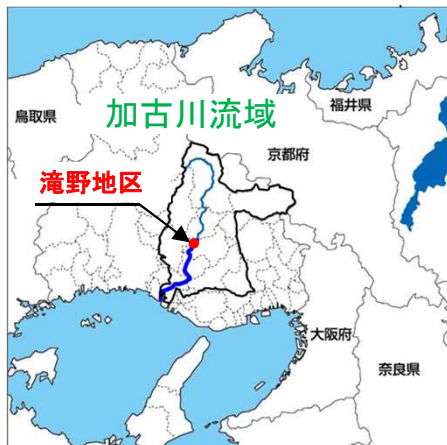 福井県
鳥取県
加古川流域
京都府
滝野地区
大阪府
奈良県